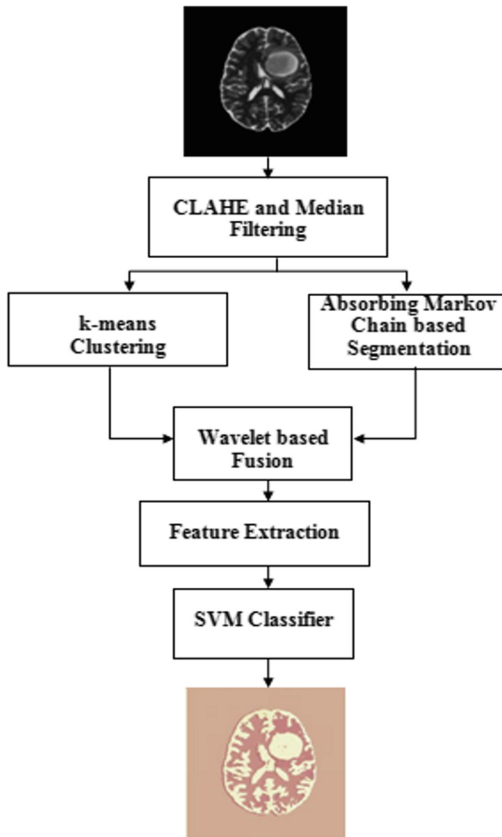 CLAHE and Median
Filtering
k-means
Clustering
Absorbing Markov
Chain based
Segmentation
Wavelet based
Fusion
Feature Extraction
SVM Classifier